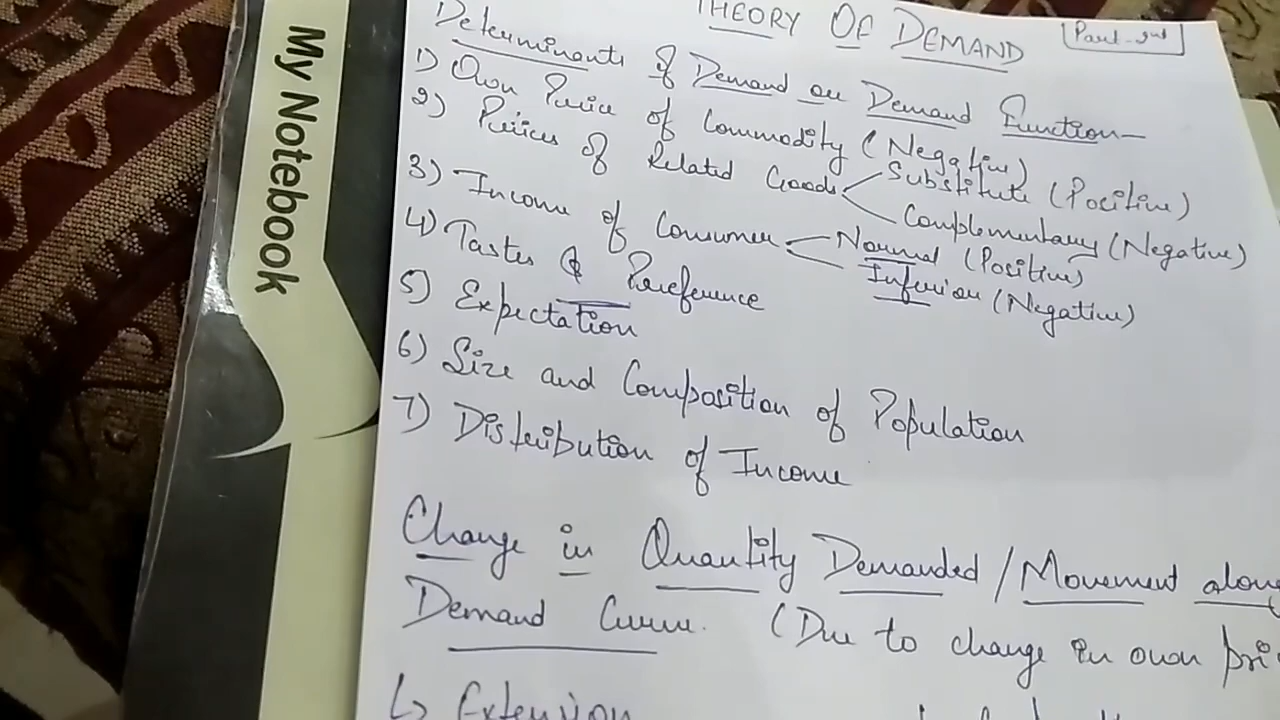 My Notebook
THEORY OF DEMAND
Part-2nd
Determinants of Demand or Demand Function-
1) Own Price of Commodity (Negative)
2) Prices of Related Goods
Substitute (Positive)
Complementary (Negative)
3) Income of Consumer
Normal (Positive)
Inferior (Negative)
4) Tastes & Preference
5) Expectation
6) Size and Composition of Population
7) Distribution of Income
Change in Quantity Demanded / Movement along
Demand Curve. (Due to change in own pri
Extension